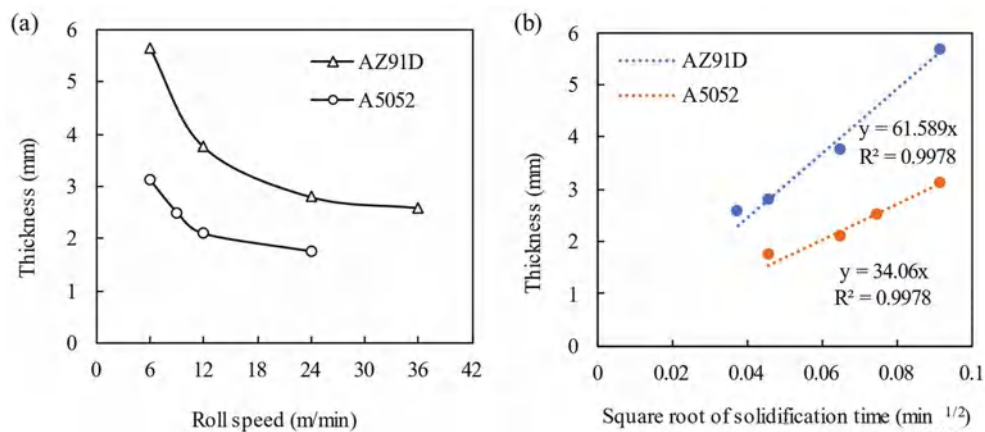 (a)
6
5
4
3
2
1
0
Thickness (mm)
AZ91D
A5052
0 6 12 18 24 30 36 42
Roll speed (m/min)
(b)
6
5
4
3
2
1
0
Thickness (mm)
AZ91D
A5052
y = 61.589x
R² = 0.9978
y = 34.06x
R² = 0.9978
0 0.02 0.04 0.06 0.08 0.1
Square root of solidification time (min 1/2)